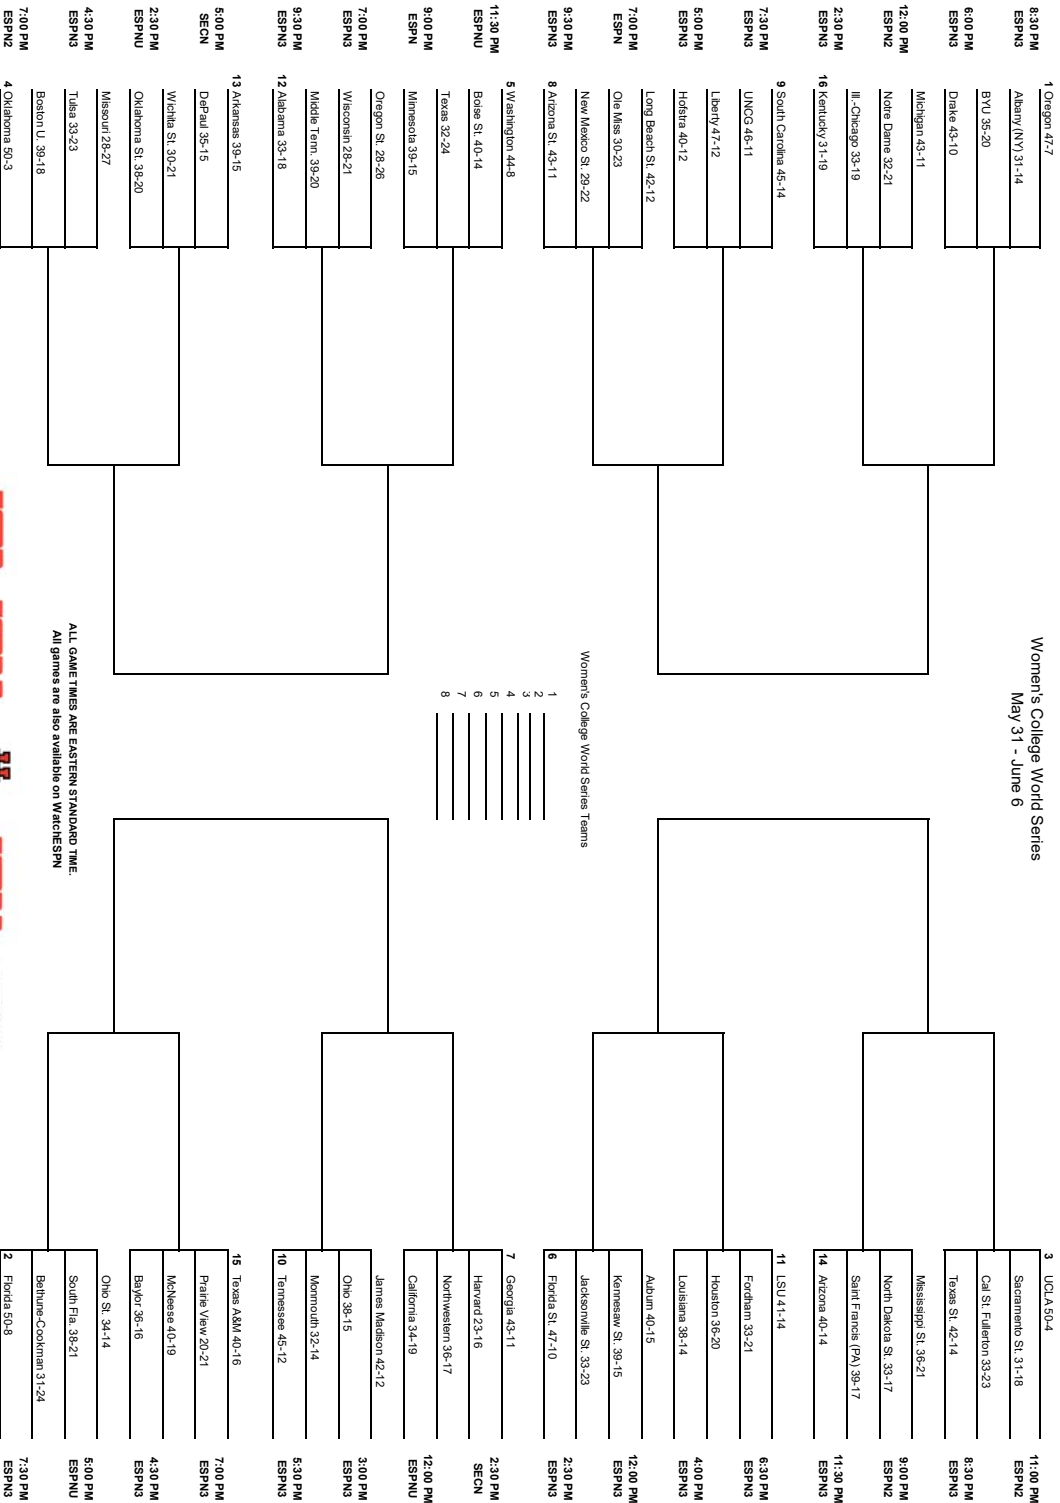 Women's College World Series
May 31 - June 6
8:30 PM
ESPN3
1 Oregon 47-7
Albany (NY) 31-14
6:00 PM
ESPN3
BYU 35-20
Drake 43-10
12:00 PM
ESPN2
Michigan 43-11
Notre Dame 32-21
2:30 PM
ESPN3
Ill.-Chicago 33-19
16 Kentucky 31-19
7:30 PM
ESPN3
9 South Carolina 45-14
UNCG 46-11
5:00 PM
ESPN3
Liberty 47-12
Hofstra 40-12
7:00 PM
ESPN
Long Beach St. 42-12
Ole Miss 30-23
9:30 PM
ESPN3
New Mexico St. 29-22
8 Arizona St. 43-11
11:30 PM
ESPNU
5 Washington 44-8
Boise St. 40-14
9:00 PM
ESPN
Texas 32-24
Minnesota 39-15
7:00 PM
ESPN3
Oregon St. 28-26
Wisconsin 28-21
9:30 PM
ESPN3
Middle Tenn. 39-20
12 Alabama 33-18
5:00 PM
SECN
13 Arkansas 39-15
DePaul 35-15
2:30 PM
ESPNU
Wichita St. 30-21
Oklahoma St. 38-20
4:30 PM
ESPN3
Missouri 28-27
Tulsa 33-23
7:00 PM
ESPN2
Boston U. 39-18
4 Oklahoma 50-3
Women's College World Series Teams
1
2
3
4
5
6
7
8
ALL GAME TIMES ARE EASTERN STANDARD TIME.
All games are also available on WatchESPN
3 UCLA 50-4
Sacramento St. 31-18
11:00 PM
ESPN2
Cal St. Fullerton 33-23
Texas St. 42-14
8:30 PM
ESPN3
Mississippi St. 36-21
North Dakota St. 33-17
9:00 PM
ESPN2
Saint Francis (PA) 39-17
14 Arizona 40-14
11:30 PM
ESPN3
11 LSU 41-14
Fordham 33-21
6:30 PM
ESPN3
Houston 36-20
Louisiana 38-14
4:00 PM
ESPN3
Auburn 40-15
Kennesaw St. 39-15
12:00 PM
ESPN3
Jacksonville St. 33-23
6 Florida St. 47-10
2:30 PM
ESPN3
7 Georgia 43-11
Harvard 23-16
2:30 PM
SECN
Northwestern 36-17
California 34-19
12:00 PM
ESPNU
James Madison 42-12
Ohio 38-15
3:00 PM
ESPN3
Monmouth 32-14
10 Tennessee 45-12
5:30 PM
ESPN3
15 Texas A&M 40-16
Prairie View 20-21
7:00 PM
ESPN3
McNeese 40-19
Baylor 36-16
4:30 PM
ESPN3
Ohio St. 34-14
South Fla. 38-21
5:00 PM
ESPNU
Bethune-Cookman 31-24
2 Florida 50-8
7:30 PM
ESPN3